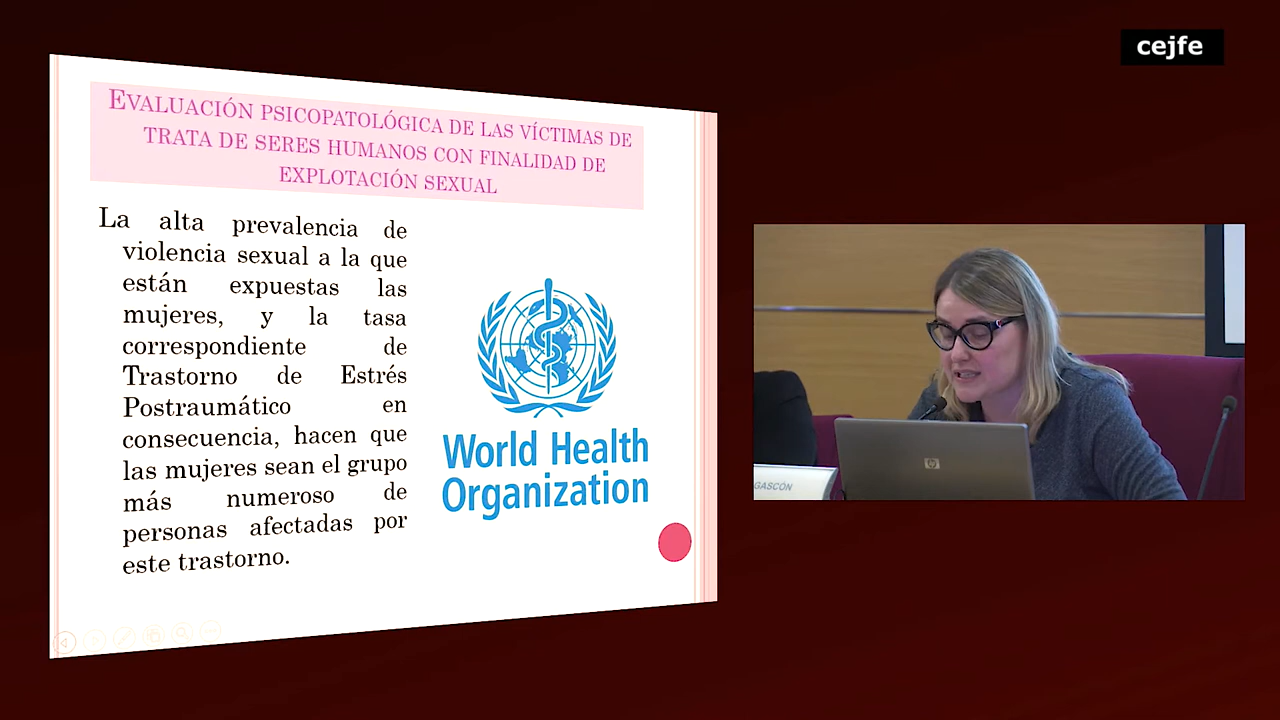 cejfe
Evaluación psicopatológica de las víctimas de
trata de seres humanos con finalidad de
explotación sexual
La alta prevalencia de
violencia sexual a la que
están expuestas las
mujeres, y la tasa
correspondiente de
Trastorno de Estrés
Postraumático en
consecuencia, hacen que
las mujeres sean el grupo
más numeroso de
personas afectadas por
este trastorno.
World Health
Organization
hp
GASCÓN